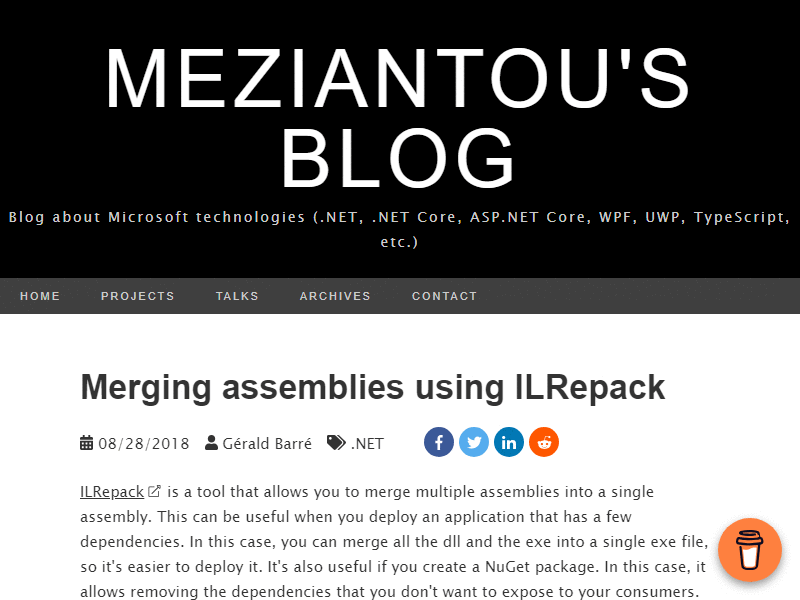 MEZIANTOU'S
BLOG
Blog about Microsoft technologies (.NET, .NET Core, ASP.NET Core, WPF, UWP, TypeScript,
etc.)
HOME PROJECTS TALKS ARCHIVES CONTACT
Merging assemblies using ILRepack
08/28/2018 Gérald Barré .NET
ILRepack is a tool that allows you to merge multiple assemblies into a single
assembly. This can be useful when you deploy an application that has a few
dependencies. In this case, you can merge all the dll and the exe into a single exe file,
so it's easier to deploy it. It's also useful if you create a NuGet package. In this case, it
allows removing the dependencies that you don't want to expose to your consumers.